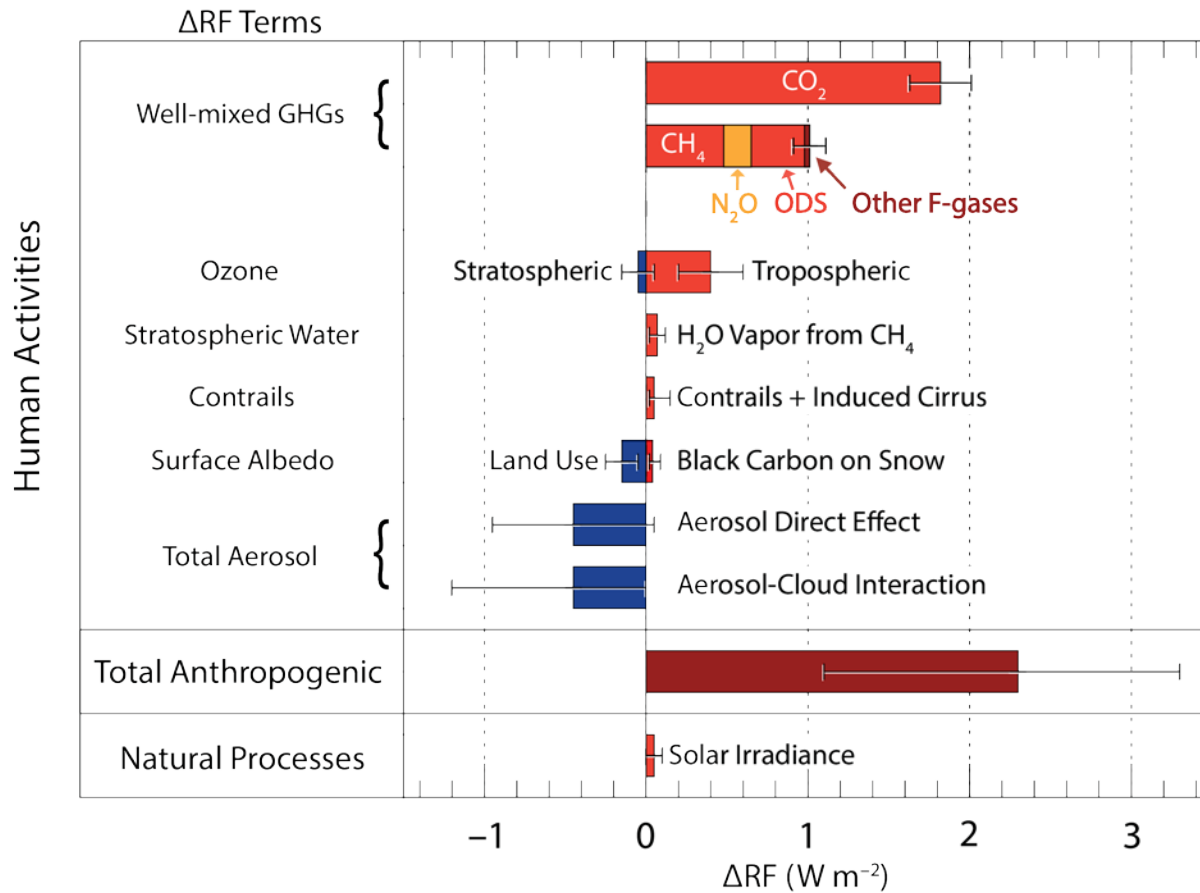 ΔRF Terms
Human Activities
Well-mixed GHGs
CO₂
CH₄
N₂O
ODS
Other F-gases
Ozone
Stratospheric
Tropospheric
Stratospheric Water
H₂O Vapor from CH₄
Contrails
Contrails + Induced Cirrus
Surface Albedo
Land Use
Black Carbon on Snow
Total Aerosol
Aerosol Direct Effect
Aerosol-Cloud Interaction
Total Anthropogenic
Natural Processes
Solar Irradiance
−1 0 1 2 3
ΔRF (W m⁻²)